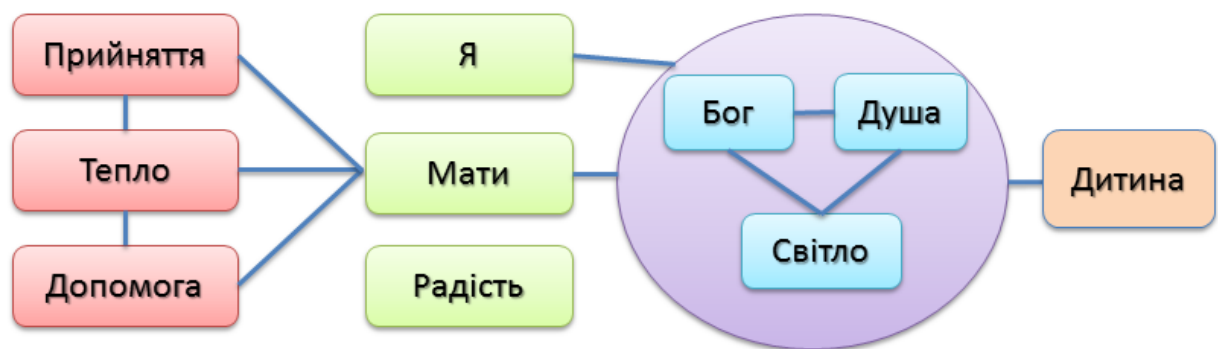 Прийняття
Тепло
Допомога
Я
Мати
Радість
Бог
Душа
Світло
Дитина